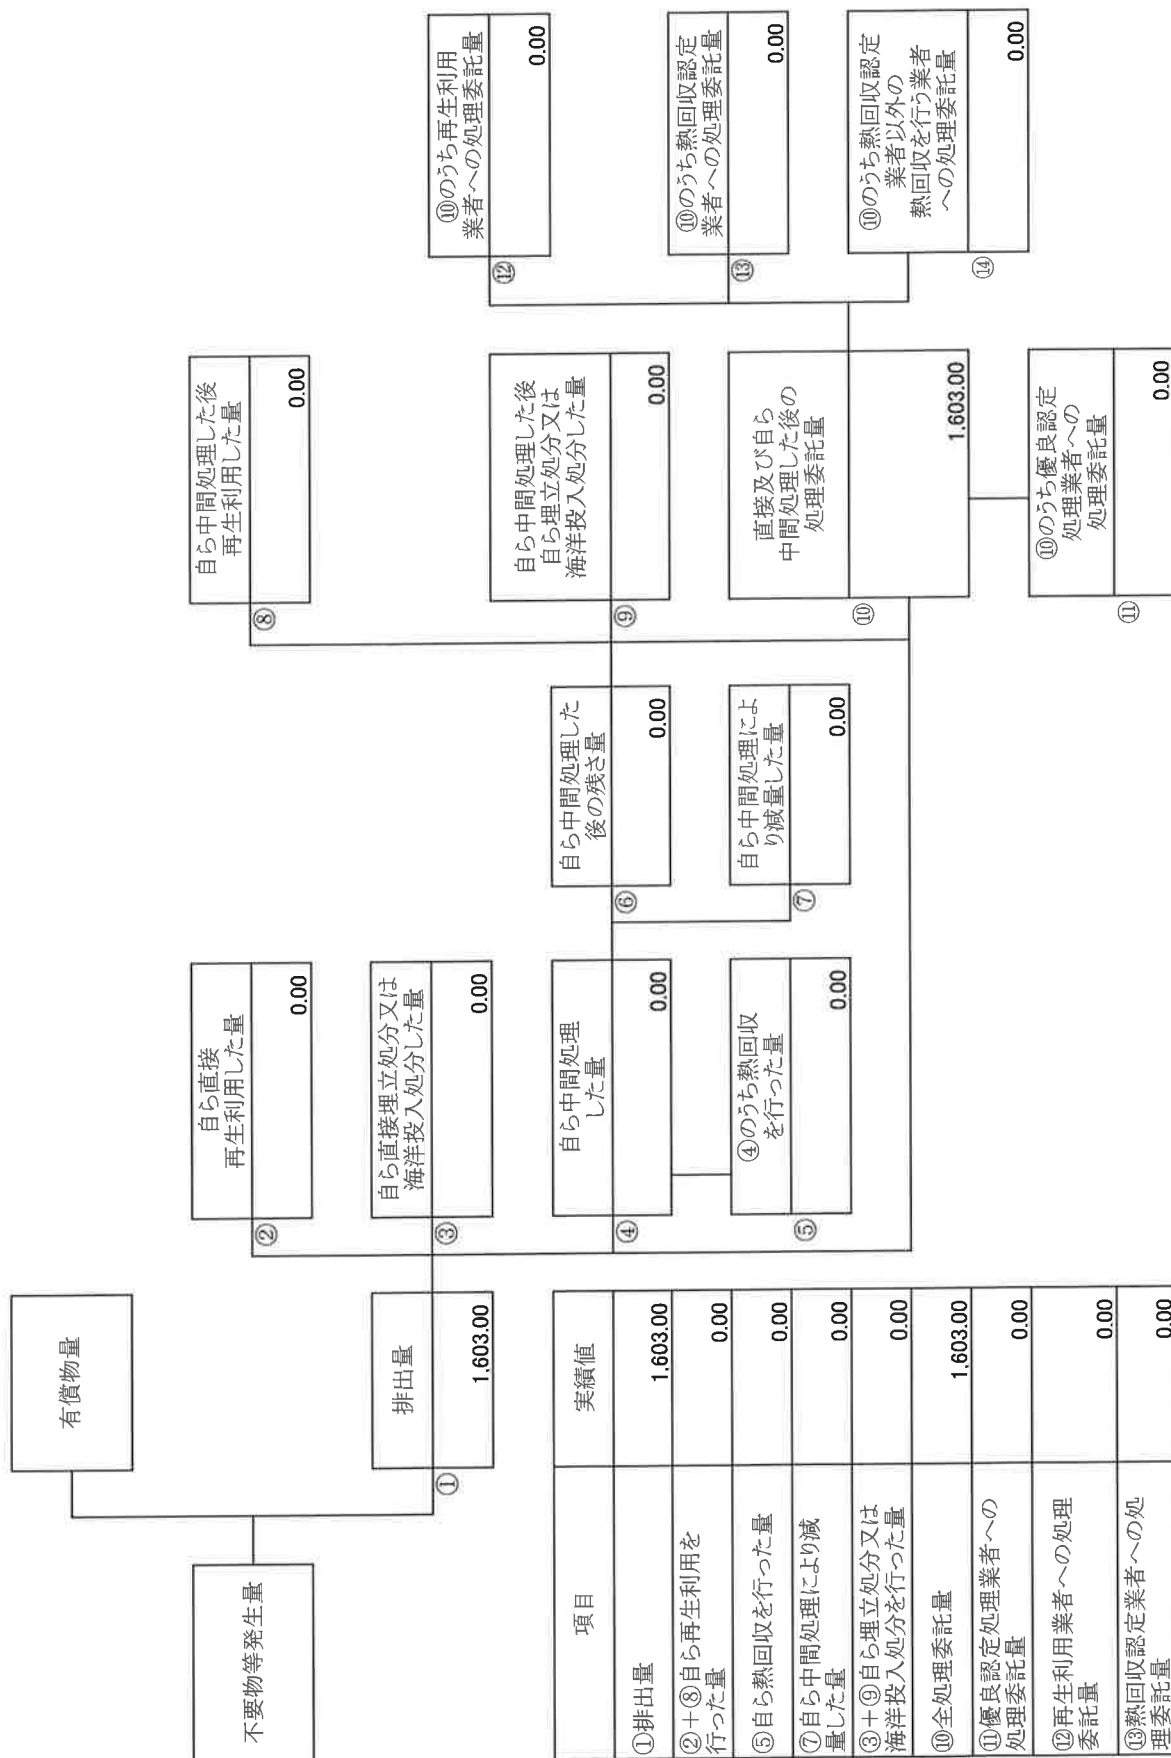 不要物等発生量
有償物量
排出量
1.603.00
①
自ら直接
再生利用した量
0.00
②
自ら直接埋立処分又は
海洋投入処分した量
0.00
③
自ら中間処理
した量
0.00
④
④のうち熱回収
を行った量
0.00
⑤
自ら中間処理した
後の残さ量
0.00
⑥
自ら中間処理によ
り減量した量
0.00
⑦
自ら中間処理した後
再生利用した量
0.00
⑧
自ら中間処理した後
自ら埋立処分又は
海洋投入処分した量
0.00
⑨
直接及び自ら
中間処理した後の
処理委託量
1.603.00
⑩
⑩のうち優良認定
処理業者への
処理委託量
0.00
⑪
⑩のうち再生利用
業者への処理委託量
0.00
⑫
⑩のうち熱回収認定
業者への処理委託量
0.00
⑬
⑩のうち熱回収認定
業者以外の
熱回収を行う業者
への処理委託量
0.00
⑭
項目
実績値
①排出量
1.603.00
②+⑧自ら再生利用を
行った量
0.00
⑤自ら熱回収を行った量
0.00
⑦自ら中間処理により減
量した量
0.00
③+⑨自ら埋立処分又は
海洋投入処分を行った量
0.00
⑩全処理委託量
1.603.00
⑪優良認定処理業者への
処理委託量
0.00
⑫再生利用業者への処理
委託量
0.00
⑬熱回収認定業者への処
理委託量
0.00